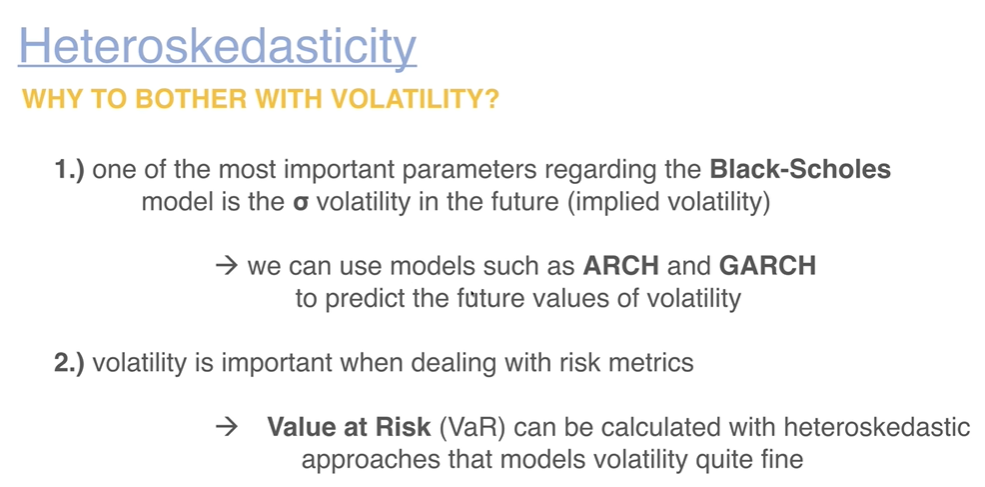 Heteroskedasticity
WHY TO BOTHER WITH VOLATILITY?
1.) one of the most important parameters regarding the Black-Scholes
model is the σ volatility in the future (implied volatility)
→ we can use models such as ARCH and GARCH
to predict the future values of volatility
2.) volatility is important when dealing with risk metrics
→ Value at Risk (VaR) can be calculated with heteroskedastic
approaches that models volatility quite fine